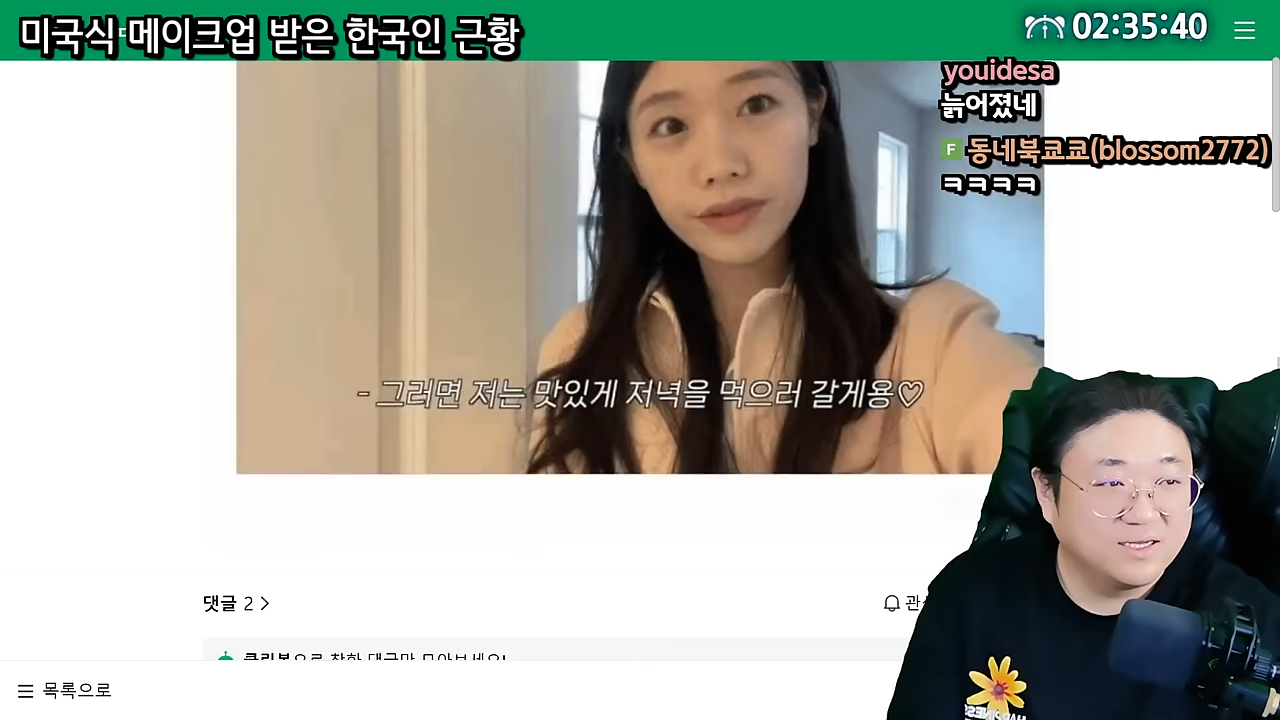 미국식 메이크업 받은 한국인 근황
02:35:40
youidesa
늙어졌네
F 동네북쿄쿄(blossom2772)
ㅋㅋㅋㅋ
- 그러면 저는 맛있게 저녁을 먹으러 갈게용♡
댓글 2
목록으로